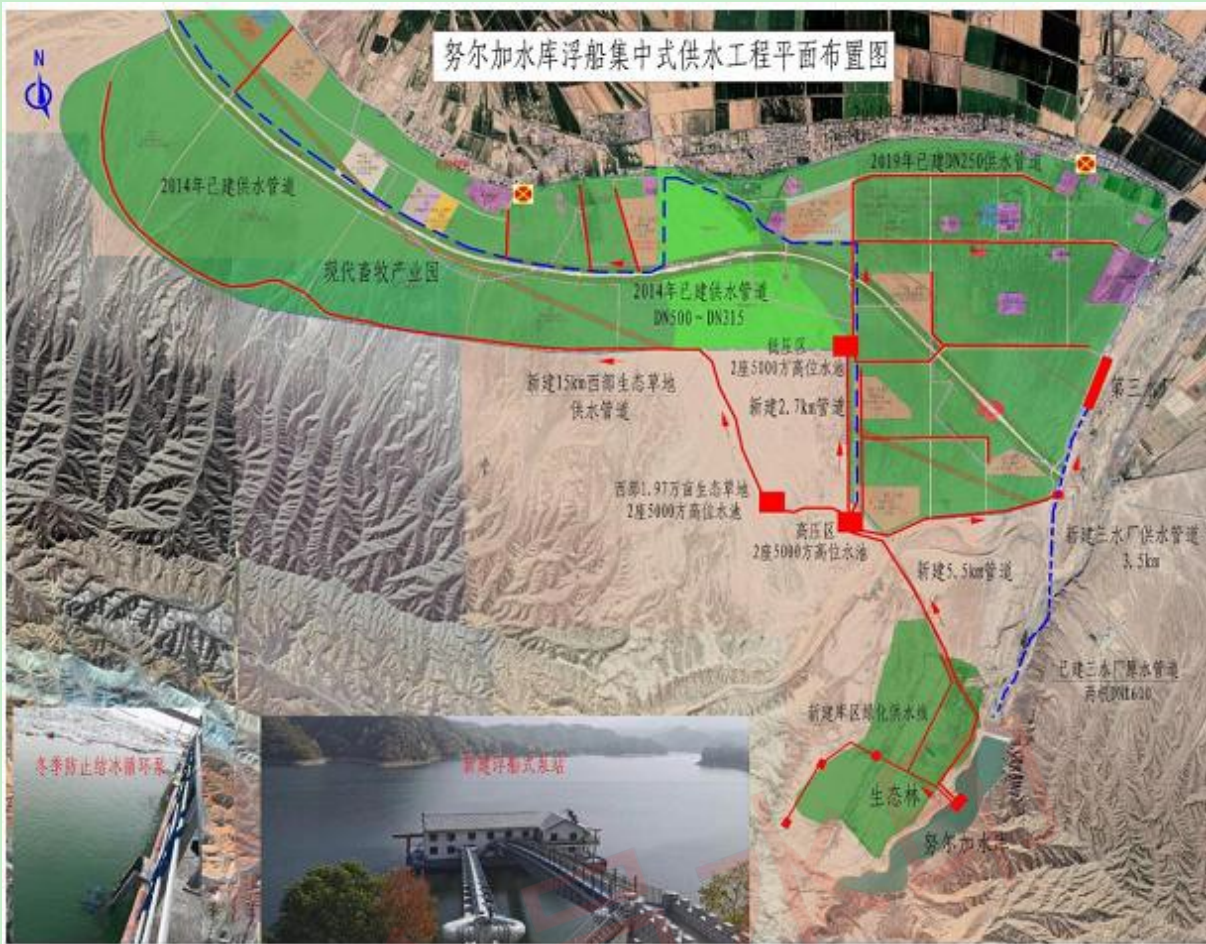 努尔加水库浮船集中式供水工程平面布置图
N
2019年已建DN250供水管道
2014年已建供水管道
现代畜牧产业园
2014年已建供水管道
DN500~DN315
低压区
2座5000方高位水池
新建15km西部生态草地
供水管道
新建2.7km管道
第三水厂
西部1.97万亩生态草地
2座5000方高位水池
高压区
2座5000方高位水池
新建三水厂供水管道
3.5km
新建5.5km管道
已建三水厂原水管道
两根DN1600
新建库区绿化供水线
冬季防止结冰循环泵
新建浮船式泵站
生态林
努尔加水库